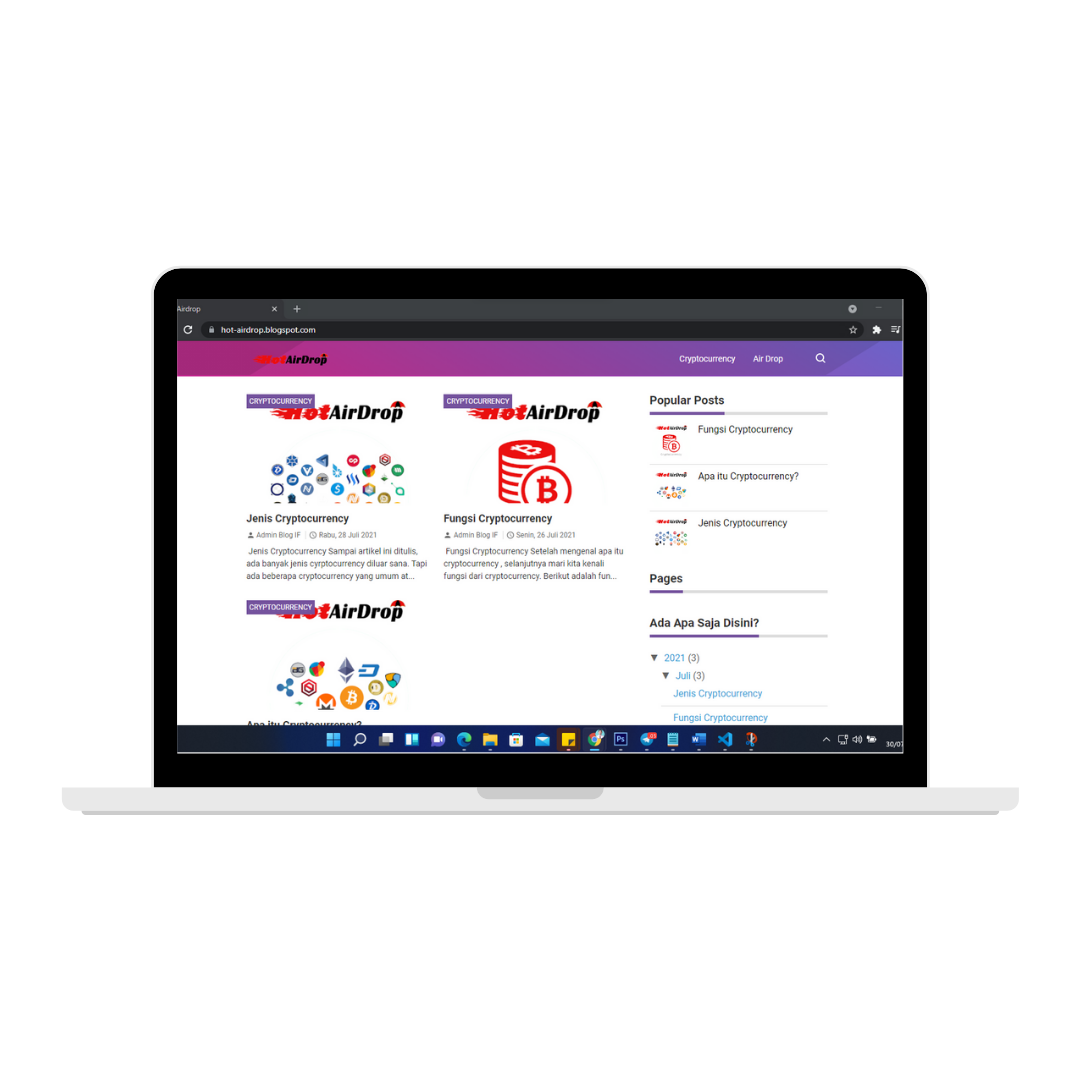 Airdrop
hot-airdrop.blogspot.com
HotAirDrop
Cryptocurrency
Air Drop
CRYPTOCURRENCY
HotAirDrop
Jenis Cryptocurrency
Admin Blog IF Rabu, 28 Juli 2021
Jenis Cryptocurrency Sampai artikel ini ditulis,
ada banyak jenis cyrptocurrency diluar sana. Tapi
ada beberapa cryptocurrency yang umum at...
CRYPTOCURRENCY
HotAirDrop
Fungsi Cryptocurrency
Admin Blog IF Senin, 26 Juli 2021
Fungsi Cryptocurrency Setelah mengenal apa itu
cryptocurrency , selanjutnya mari kita kenali
fungsi dari cryptocurrency. Berikut adalah fun...
CRYPTOCURRENCY
HotAirDrop
Apa itu Cryptocurrency?
Popular Posts
HotAirDrop
Fungsi Cryptocurrency
HotAirDrop
Apa itu Cryptocurrency?
HotAirDrop
Jenis Cryptocurrency
Pages
Ada Apa Saja Disini?
▼ 2021 (3)
▼ Juli (3)
Jenis Cryptocurrency
Fungsi Cryptocurrency
Ps
30/07